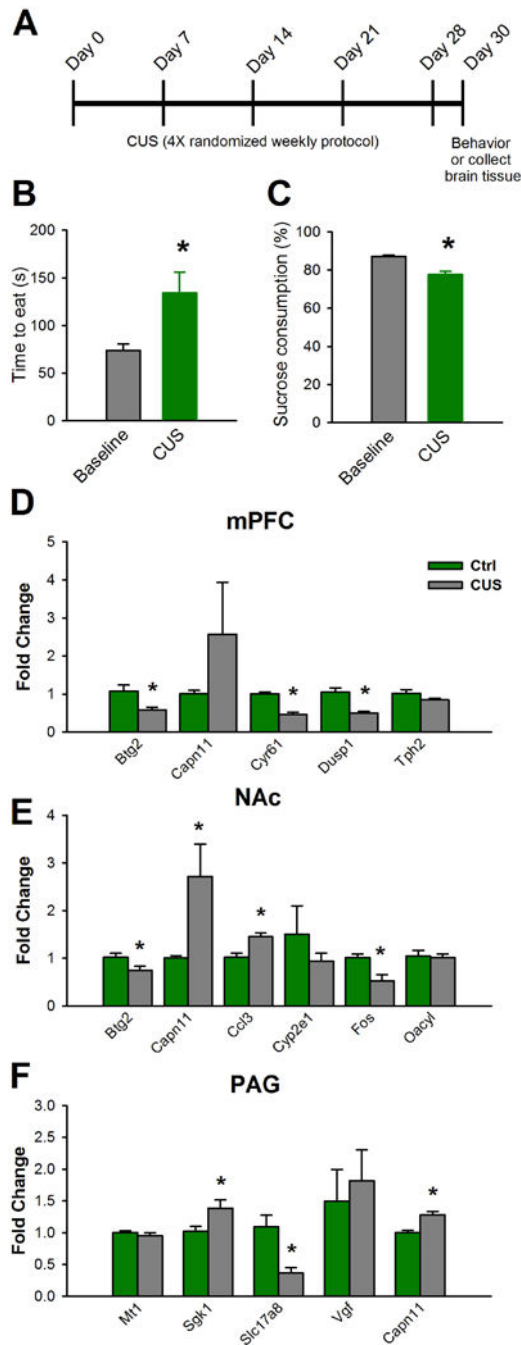 A
Day 0 Day 7 Day 14 Day 21 Day 28 Day 30
CUS (4X randomized weekly protocol)
Behavior
or collect
brain tissue
B
Time to eat (s)
200
150
100
50
0
*
Baseline CUS
C
Sucrose consumption (%)
100
80
60
40
20
0
*
Baseline CUS
D
mPFC
Fold Change
5
4
3
2
1
0
Ctrl
CUS
* * *
Btg2 Capn11 Cyr61 Dusp1 Tph2
E
NAc
Fold Change
4
3
2
1
0
* * * *
Btg2 Capn11 Ccl3 Cyp2e1 Fos Oacyl
F
PAG
Fold Change
3.0
2.5
2.0
1.5
1.0
0.5
0.0
* * *
Mt1 Sgk1 Slc17a8 Vgf Capn11